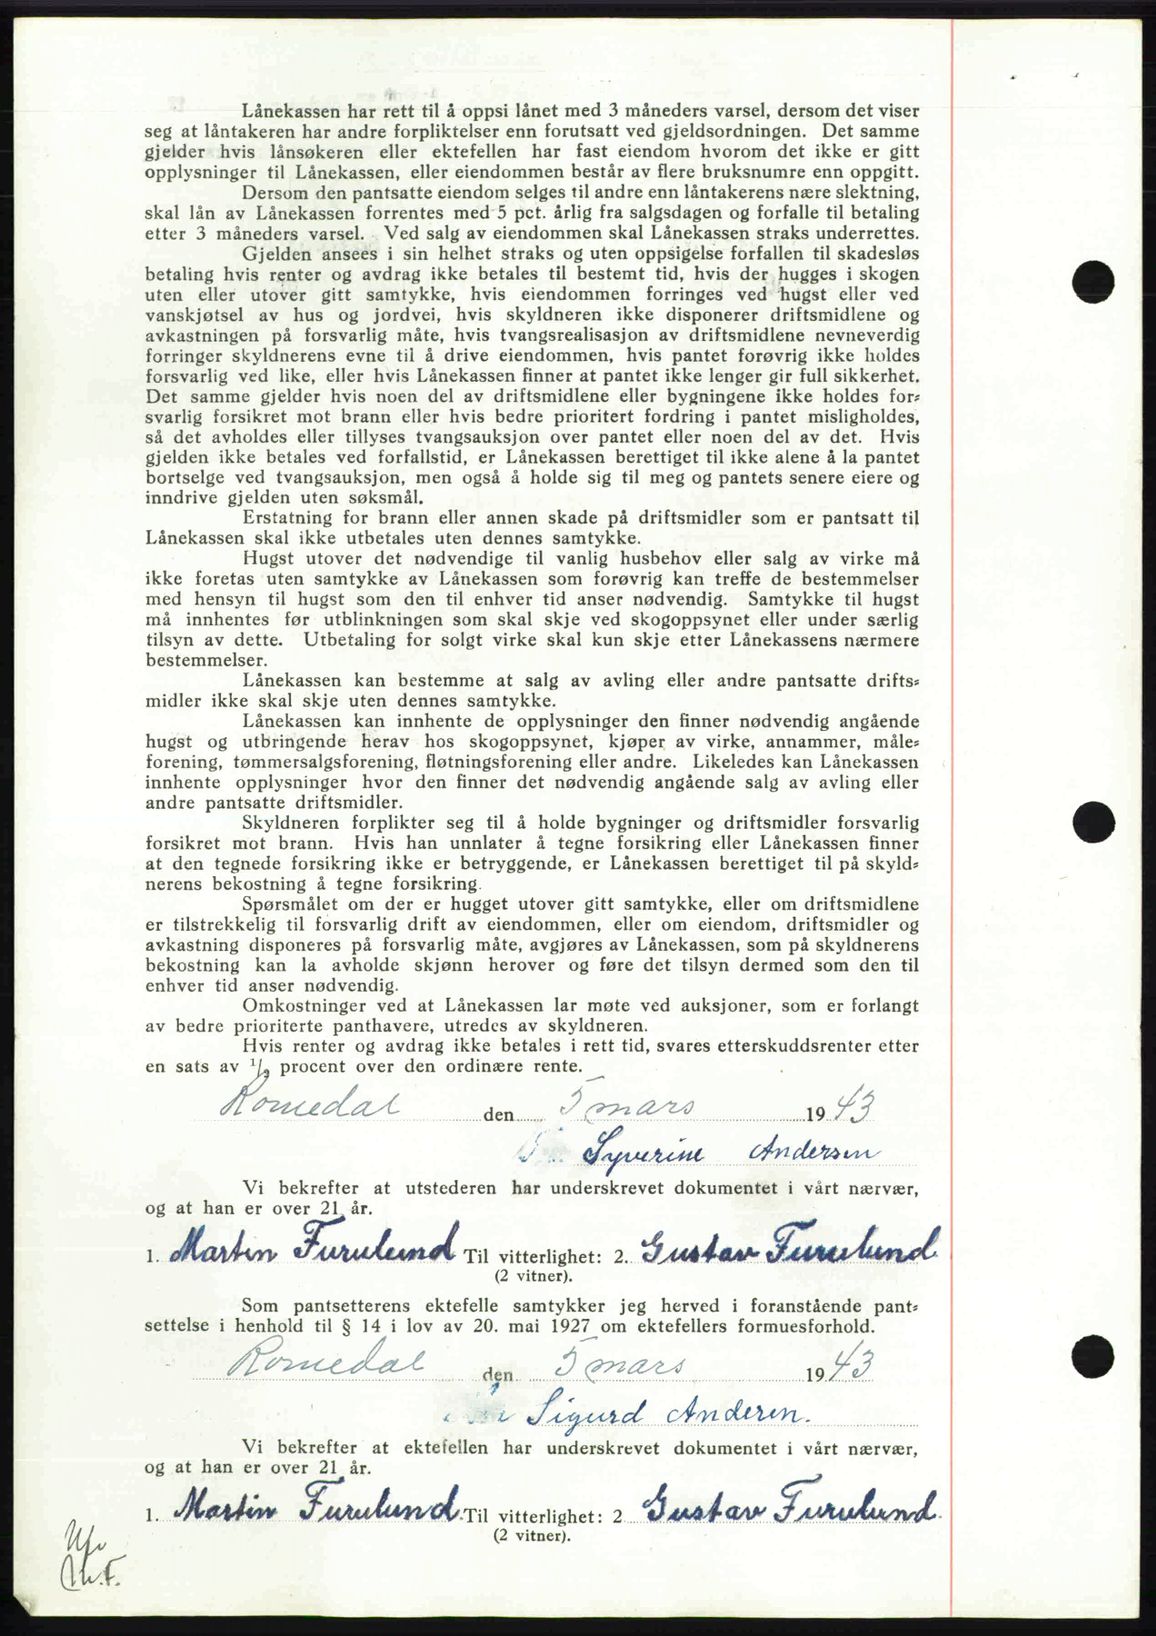 Lånekassen har rett til å oppsi lånet med 3 måneders varsel, dersom det viser
seg at låntakeren har andre forpliktelser enn forutsatt ved gjeldsordningen. Det samme
gjelder hvis lånsøkeren eller ektefellen har fast eiendom hvorom det ikke er gitt
opplysninger til Lånekassen, eller eiendommen består av flere bruksnumre enn oppgitt.
Dersom den pantsatte eiendom selges til andre enn låntakerens nære slektning,
skal lån av Lånekassen forrentes med 5 pct. årlig fra salgsdagen og forfalle til betaling
etter 3 måneders varsel. Ved salg av eiendommen skal Lånekassen straks underrettes.
Gjelden ansees i sin helhet straks og uten oppsigelse forfallen til skadesløs
betaling hvis renter og avdrag ikke betales til bestemt tid, hvis der hugges i skogen
uten eller utover gitt samtykke, hvis eiendommen forringes ved hugst eller ved
vanskjøtsel av hus og jordvei, hvis skyldneren ikke disponerer driftsmidlene og
avkastningen på forsvarlig måte, hvis tvangsrealisasjon av driftsmidlene nevneverdig
forringer skyldnerens evne til å drive eiendommen, hvis pantet forøvrig ikke holdes
forsvarlig ved like, eller hvis Lånekassen finner at pantet ikke lenger gir full sikkerhet.
Det samme gjelder hvis noen del av driftsmidlene eller bygningene ikke holdes for-
svarlig forsikret mot brann eller hvis bedre prioritert fordring i pantet misligholdes,
så det avholdes eller tillyses tvangsauksjon over pantet eller noen del av det. Hvis
gjelden ikke betales ved forfallstid, er Lånekassen berettiget til ikke alene å la pantet
bortselge ved tvangsauksjon, men også å holde sig til meg og pantets senere eiere og
inndrive gjelden uten søksmål.
Erstatning for brann eller annen skade på driftsmidler som er pantsatt til
Lånekassen skal ikke utbetales uten dennes samtykke.
Hugst utover det nødvendige til vanlig husbehov eller salg av virke må
ikke foretas uten samtykke av Lånekassen som forøvrig kan treffe de bestemmelser
med hensyn til hugst som den til enhver tid anser nødvendig. Samtykke til hugst
må innhentes før utblinkningen som skal skje ved skogoppsynet eller under særlig
tilsyn av dette. Utbetaling for solgt virke skal kun skje etter Lånekassens nærmere
bestemmelser.
Lånekassen kan bestemme at salg av avling eller andre pantsatte drifts-
midler ikke skal skje uten dennes samtykke.
Lånekassen kan innhente de opplysninger den finner nødvendig angående
hugst og utbringende herav hos skogoppsynet, kjøper av virke, annammer, måle-
forening, tømmersalgsforening, fløtningsforening eller andre. Likeledes kan Lånekassen
innhente opplysninger hvor den finner det nødvendig angående salg av avling eller
andre pantsatte driftsmidler.
Skyldneren forplikter seg til å holde bygninger og driftsmidler forsvarlig
forsikret mot brann. Hvis han unnlater å tegne forsikring eller Lånekassen finner
at den tegnede forsikring ikke er betryggende, er Lånekassen berettiget til på skyld-
nerens bekostning å tegne forsikring.
Spørsmålet om der er hugget utover gitt samtykke, eller om driftsmidlene
er tilstrekkelig til forsvarlig drift av eiendommen, eller om eiendom, driftsmidler og
avkastning disponeres på forsvarlig måte, avgjøres av Lånekassen, som på skyldnerens
bekostning kan la avholde skjønn herover og føre det tilsyn dermed som den til
enhver tid anser nødvendig.
Omkostninger ved at Lånekassen lar møte ved auksjoner, som er forlangt
av bedre prioriterte panthavere, utredes av skyldneren.
Hvis renter og avdrag ikke betales i rett tid, svares etterskuddsrenter etter
en sats av 1/2 procent over den ordinære rente.
Romedal den 5 mars 1943
Syverine Andersen
Vi bekrefter at utstederen har underskrevet dokumentet i vårt nærvær,
og at han er over 21 år.
1. Martin Furulund Til vitterlighet: 2. Gustav Furulund
(2 vitner).
Som pantsetterens ektefelle samtykker jeg herved i foranstående pant-
settelse i henhold til § 14 i lov av 20. mai 1927 om ektefellers formuesforhold.
Romedal den 5 mars 1943
Sigurd Anderen.
Vi bekrefter at ektefellen har underskrevet dokumentet i vårt nærvær,
og at han er over 21 år.
1. Martin Furulund. Til vitterlighet: 2 Gustav Furulund.
(2 vitner).